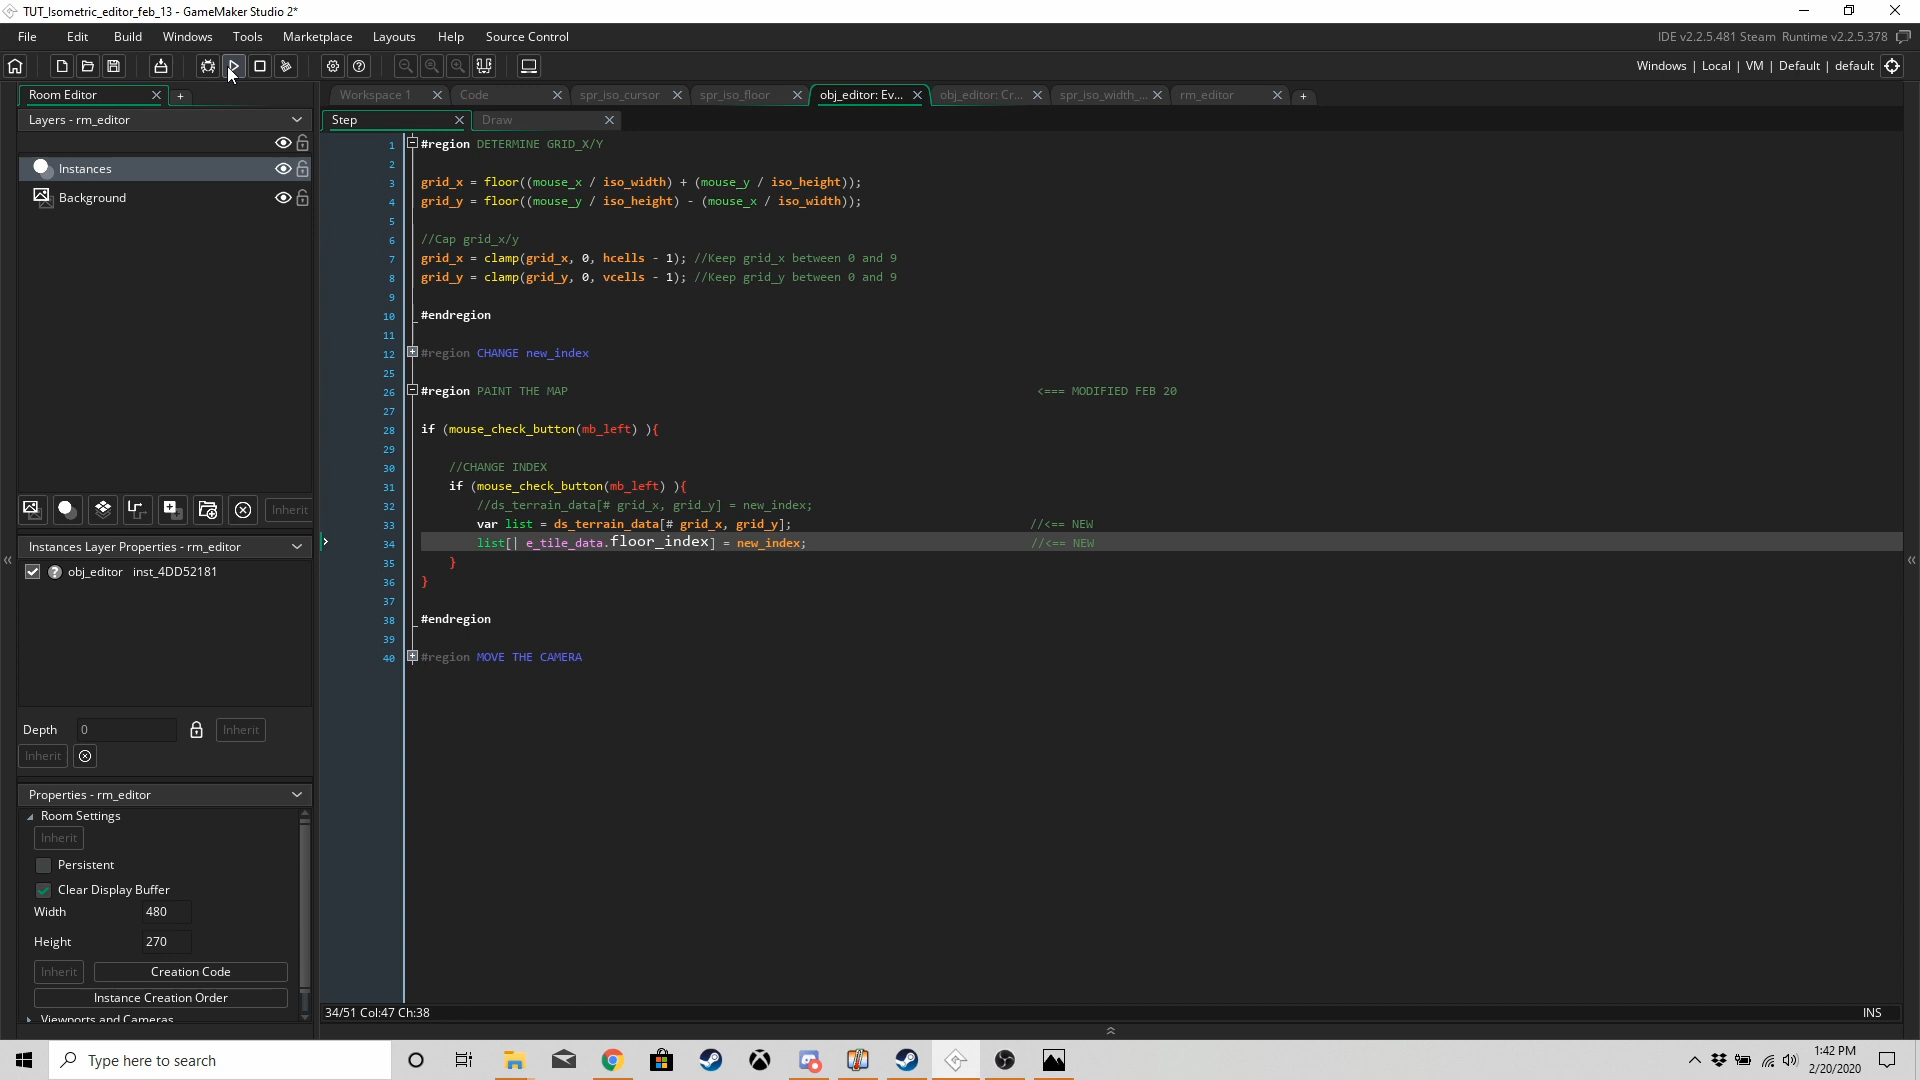 TUT_Isometric_editor_feb_13 - GameMaker Studio 2*
File Edit Build Windows Tools Marketplace Layouts Help Source Control
IDE v2.2.5.481 Steam Runtime v2.2.5.378
Windows | Local | VM | Default | default
Room Editor
Workspace 1 Code spr_iso_cursor spr_iso_floor obj_editor: Ev... obj_editor: Cr... spr_iso_width_... rm_editor
Layers - rm_editor
Step Draw
Instances
Background
1 #region DETERMINE GRID_X/Y
2
3 grid_x = floor((mouse_x / iso_width) + (mouse_y / iso_height));
4 grid_y = floor((mouse_y / iso_height) - (mouse_x / iso_width));
5
6 //Cap grid_x/y
7 grid_x = clamp(grid_x, 0, hcells - 1); //Keep grid_x between 0 and 9
8 grid_y = clamp(grid_y, 0, vcells - 1); //Keep grid_y between 0 and 9
9
10 #endregion
11
12 #region CHANGE new_index
25
26 #region PAINT THE MAP <=== MODIFIED FEB 20
27
28 if (mouse_check_button(mb_left) ){
29
30 //CHANGE INDEX
31 if (mouse_check_button(mb_left) ){
32 //ds_terrain_data[# grid_x, grid_y] = new_index;
33 var list = ds_terrain_data[# grid_x, grid_y]; //<== NEW
34 list[| e_tile_data.floor_index] = new_index; //<== NEW
35 }
36 }
37
38 #endregion
39
40 #region MOVE THE CAMERA
Inherit
Instances Layer Properties - rm_editor
obj_editor inst_4DD52181
Depth 0 Inherit
Inherit
Properties - rm_editor
Room Settings
Inherit
Persistent
Clear Display Buffer
Width 480
Height 270
Inherit Creation Code
Instance Creation Order
Viewports and Cameras
34/51 Col:47 Ch:38 INS
Type here to search
1:42 PM
2/20/2020